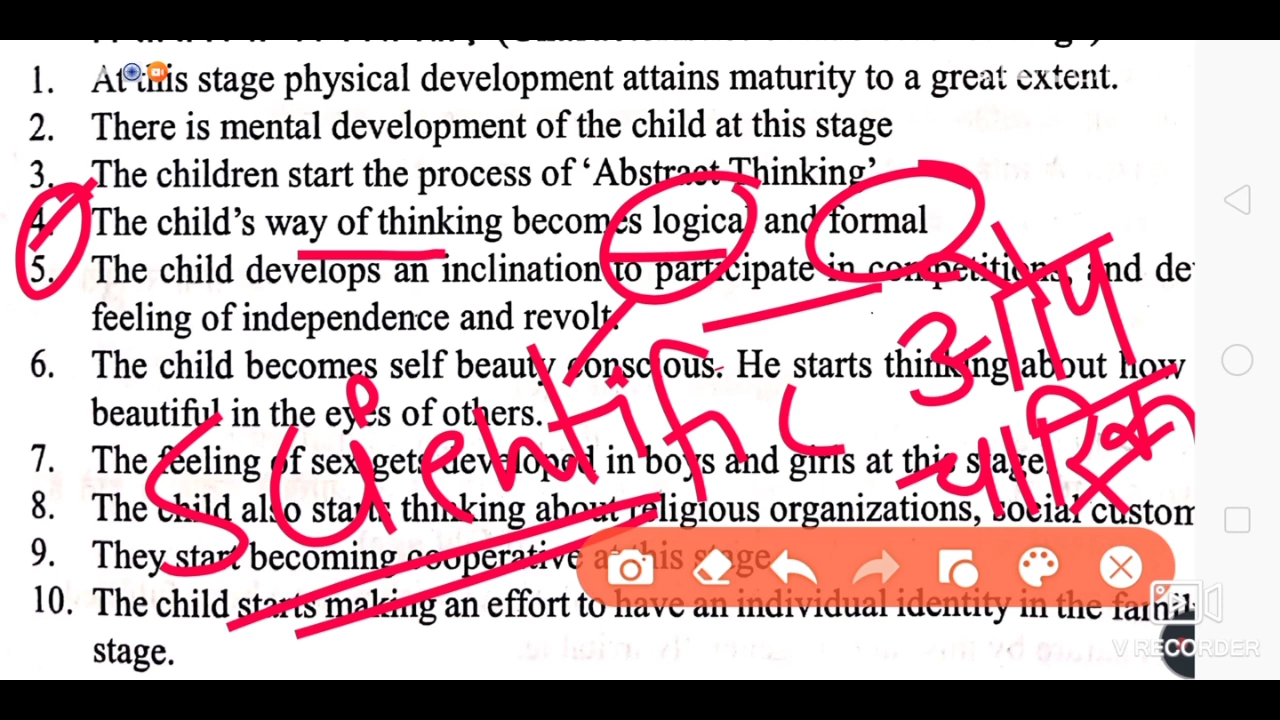 1. At this stage physical development attains maturity to a great extent.
2. There is mental development of the child at this stage
3. The children start the process of ‘Abstract Thinking’
4. The child’s way of thinking becomes logical and formal
5. The child develops an inclination to participate in competitions, and de
feeling of independence and revolt.
6. The child becomes self beauty conscious. He starts thinking about how
beautiful in the eyes of others.
7. The feeling of sex gets developed in boys and girls at this stage.
8. The child also starts thinking about religious organizations, social custom
9. They start becoming cooperative at this stage
10. The child starts making an effort to have an individual identity in the famil
stage.
Scientific
औप
चारिक
V RECORDER